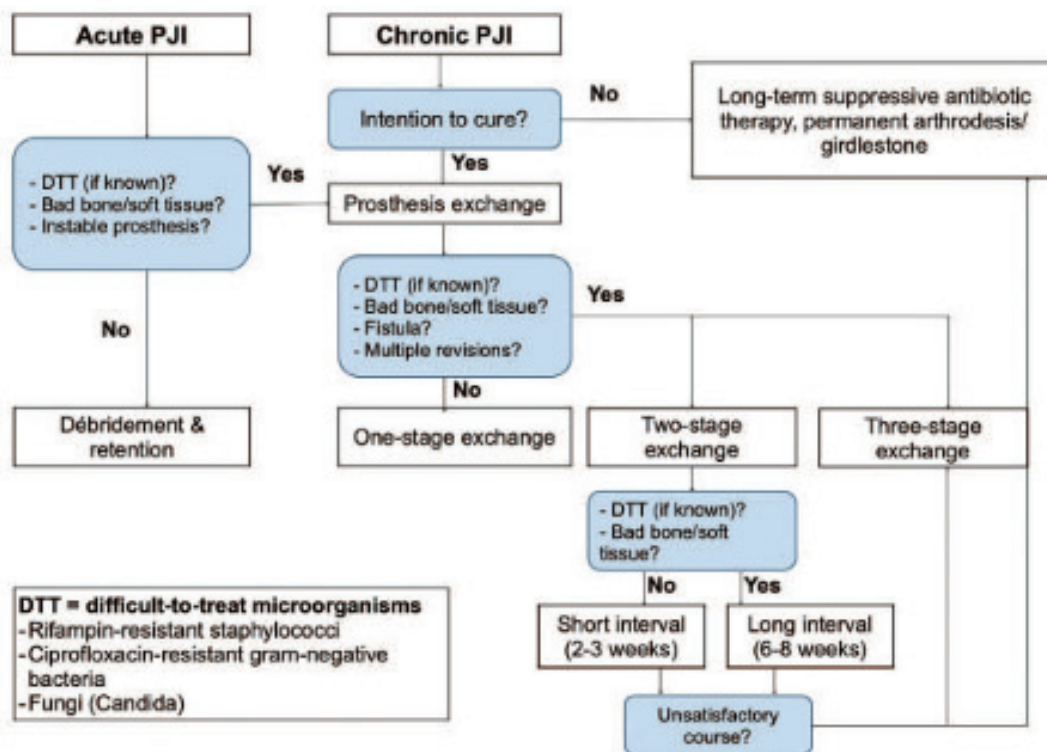 Acute PJI
Chronic PJI
Intention to cure?
No
Long-term suppressive antibiotic
therapy, permanent arthrodesis/
girdlestone
Yes
- DTT (if known)?
- Bad bone/soft tissue?
- Instable prosthesis?
Yes
Prosthesis exchange
- DTT (if known)?
- Bad bone/soft tissue?
- Fistula?
- Multiple revisions?
Yes
No
No
Débridement &
retention
One-stage exchange
Two-stage
exchange
Three-stage
exchange
- DTT (if known)?
- Bad bone/soft
tissue?
No
Yes
Short interval
(2-3 weeks)
Long interval
(6-8 weeks)
Unsatisfactory
course?
DTT = difficult-to-treat microorganisms
-Rifampin-resistant staphylococci
-Ciprofloxacin-resistant gram-negative
bacteria
-Fungi (Candida)